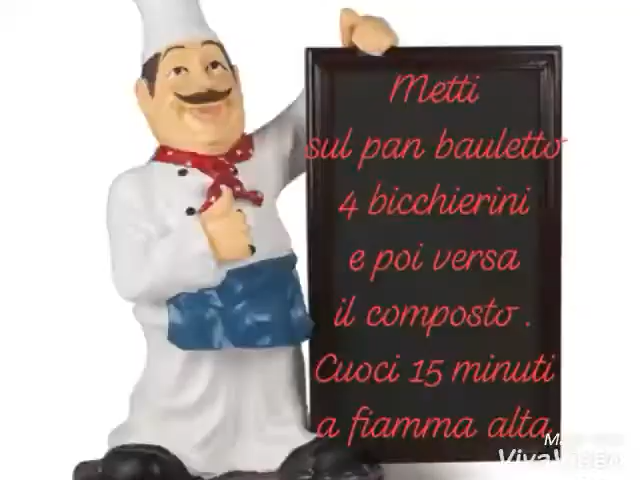 Metti
sul pan bauletto
4 bicchierini
e poi versa
il composto .
Cuoci 15 minuti
a fiamma alta.
VivaVideo